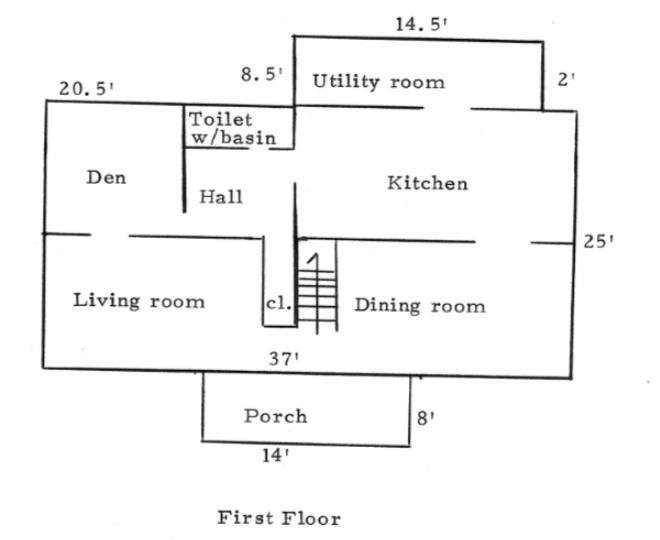 14.5'
8.5'
Utility room
2'
20.5'
Toilet
w/basin
Den
Hall
Kitchen
25'
Living room
cl.
Dining room
37'
Porch
8'
14'
First Floor